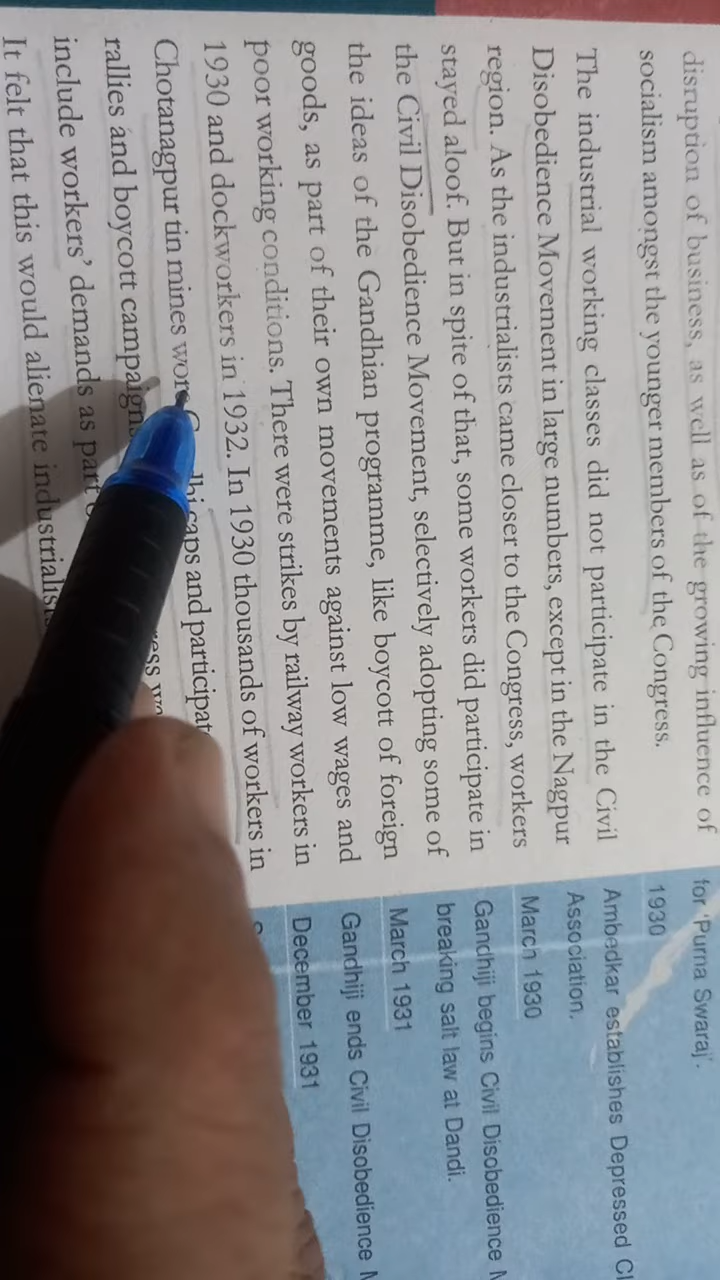 disruption of business, as well as of the growing influence of
socialism amongst the younger members of the Congress.
The industrial working classes did not participate in the Civil
Disobedience Movement in large numbers, except in the Nagpur
region. As the industrialists came closer to the Congress, workers
stayed aloof. But in spite of that, some workers did participate in
the Civil Disobedience Movement, selectively adopting some of
the ideas of the Gandhian programme, like boycott of foreign
goods, as part of their own movements against low wages and
poor working conditions. There were strikes by railway workers in
1930 and dockworkers in 1932. In 1930 thousands of workers in
Chotanagpur tin mines caps and
rallies and boycott
include workers' demands as
It felt that this would alienate
for 'Purna Swaraj'.
1930
Ambedkar establishes Depressed
Association.
March 1930
Gandhiji begins Civil Disobedience
breaking salt law at Dandi.
March 1931
Gandhiji ends Civil Disobedience
December 1931